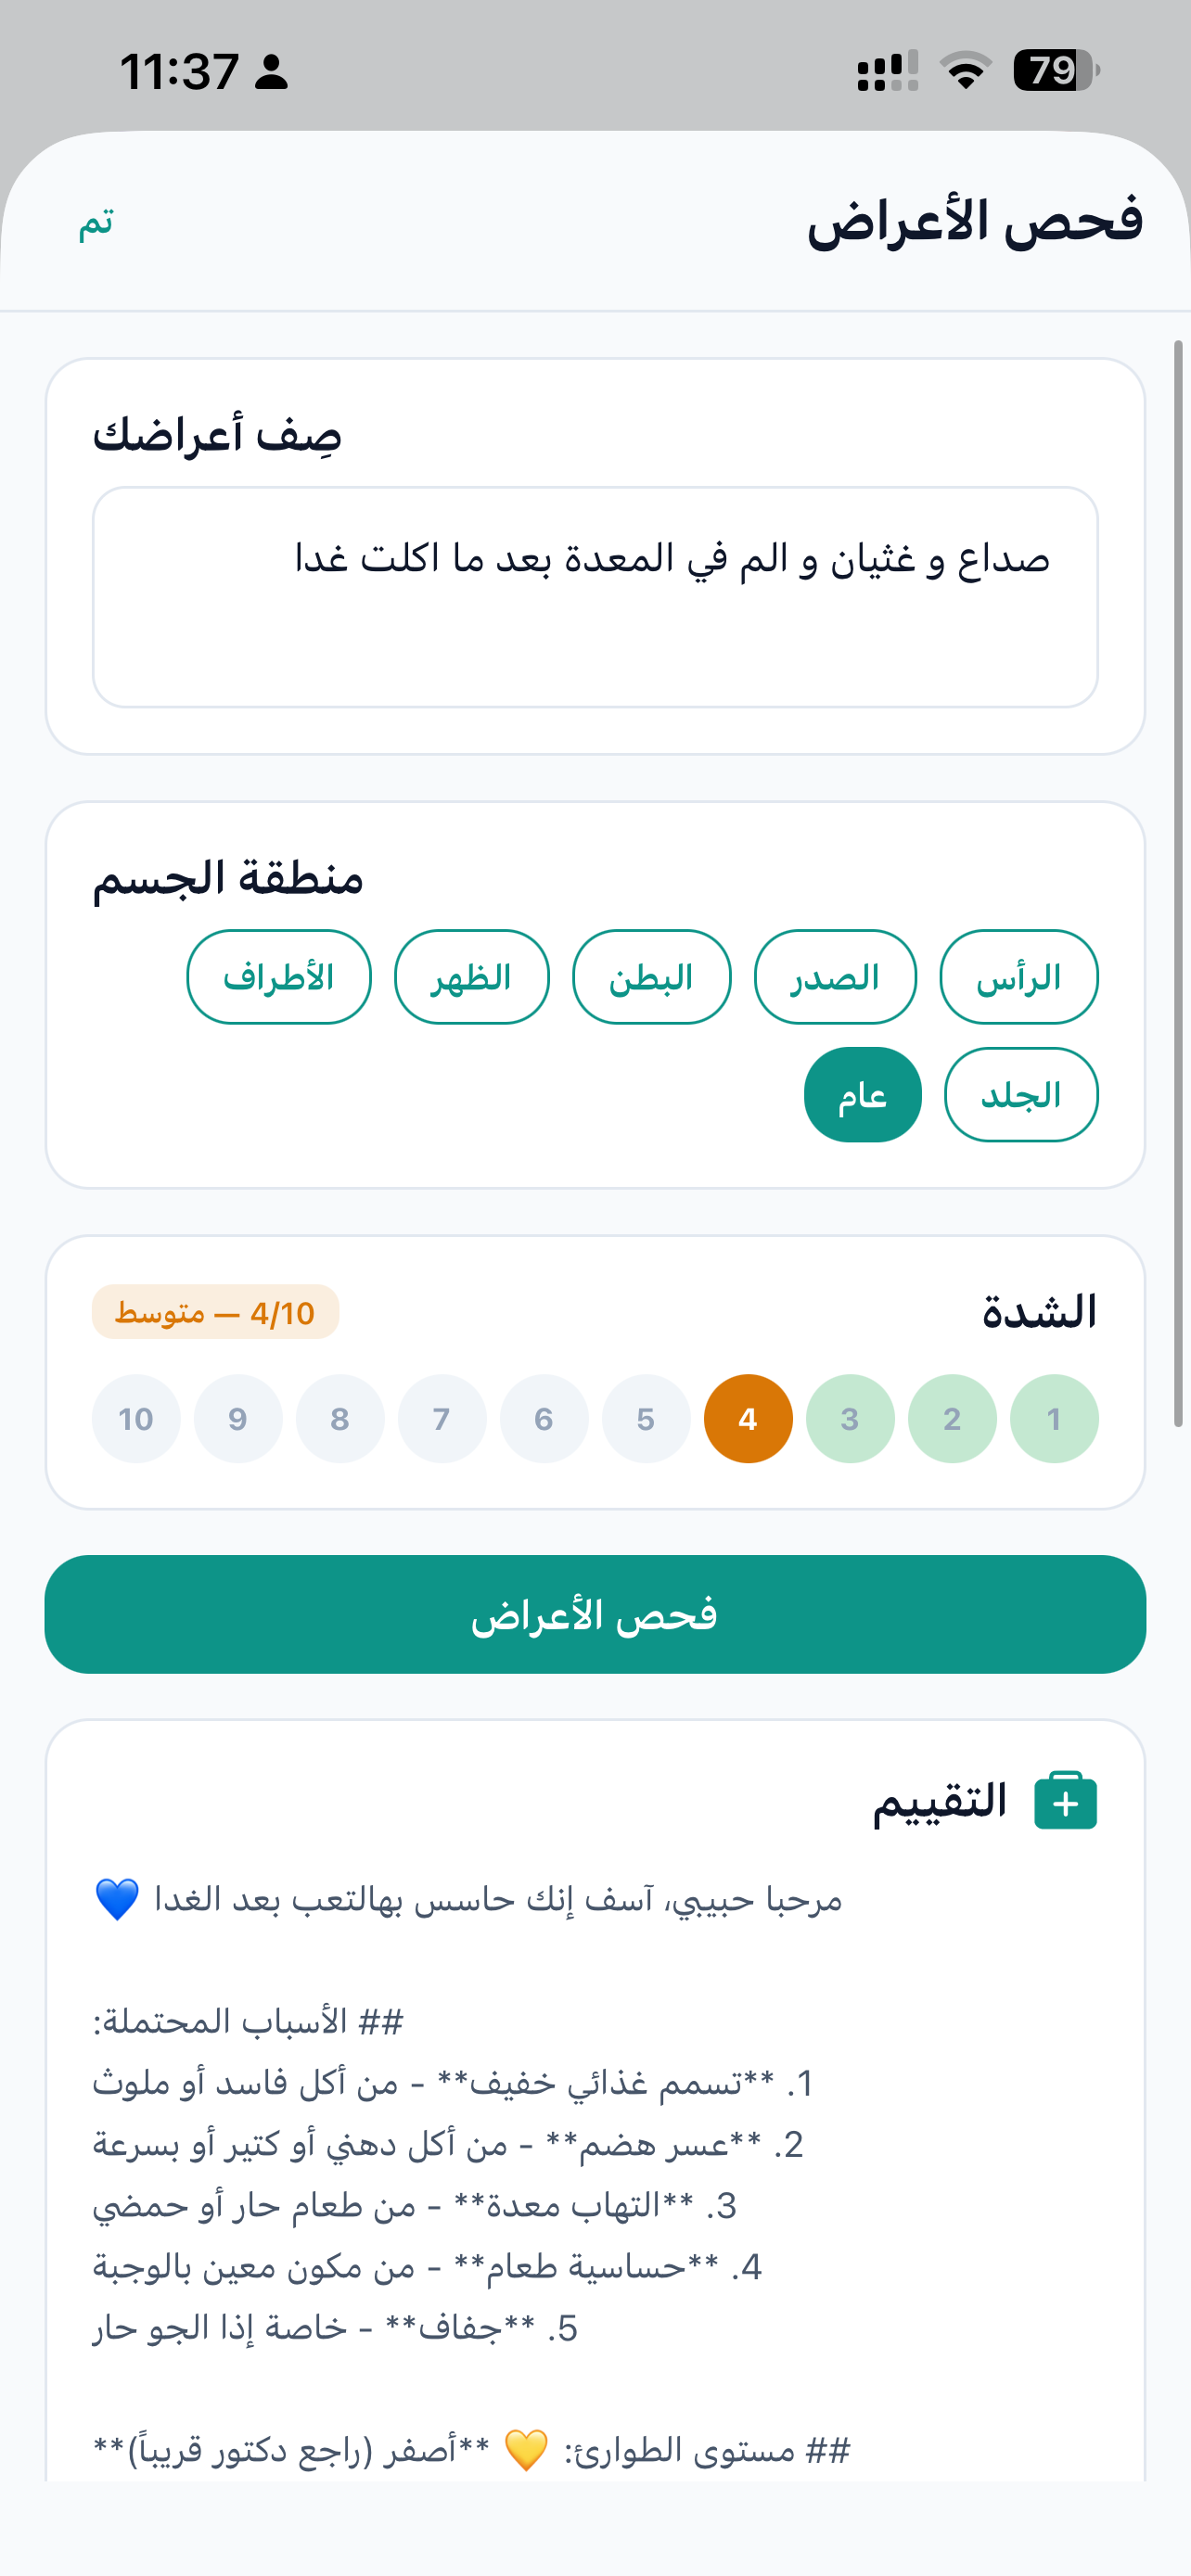 11:37
79
فحص الأعراض
تم
صِف أعراضك
صداع و غثيان و الم في المعدة بعد ما اكلت غدا
منطقة الجسم
الرأس الصدر البطن الظهر الأطراف
الجلد عام
الشدة
4/10 — متوسط
1 2 3 4 5 6 7 8 9 10
فحص الأعراض
التقييم
مرحبا حبيبي، آسف إنك حاسس بهالتعب بعد الغدا 💙
## الأسباب المحتملة:
1. **تسمم غذائي خفيف** - من أكل فاسد أو ملوث
2. **عسر هضم** - من أكل دهني أو كتير أو بسرعة
3. **التهاب معدة** - من طعام حار أو حمضي
4. **حساسية طعام** - من مكون معين بالوجبة
5. **جفاف** - خاصة إذا الجو حار
## مستوى الطوارئ: 💛 **أصفر (راجع دكتور قريباً)**